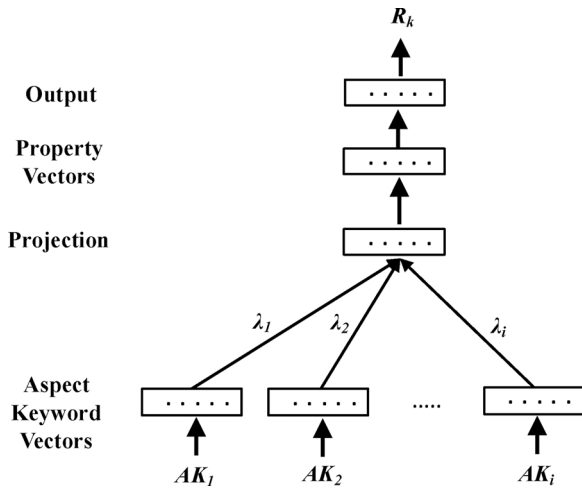 R_k
Output
Property
Vectors
Projection
λ_1 λ_2 λ_i
Aspect
Keyword
Vectors
.....
AK_1 AK_2 AK_i